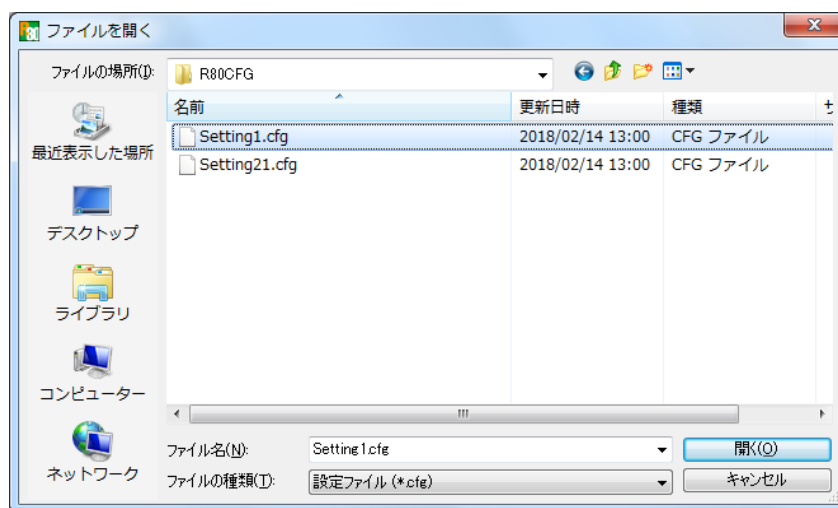 ファイルを開く
ファイルの場所(I):
R80CFG
名前
更新日時
種類
サ
Setting1.cfg
2018/02/14 13:00
CFG ファイル
Setting21.cfg
2018/02/14 13:00
CFG ファイル
最近表示した場所
デスクトップ
ライブラリ
コンピューター
ネットワーク
ファイル名(N):
Setting1.cfg
開く(O)
ファイルの種類(T):
設定ファイル (*.cfg)
キャンセル